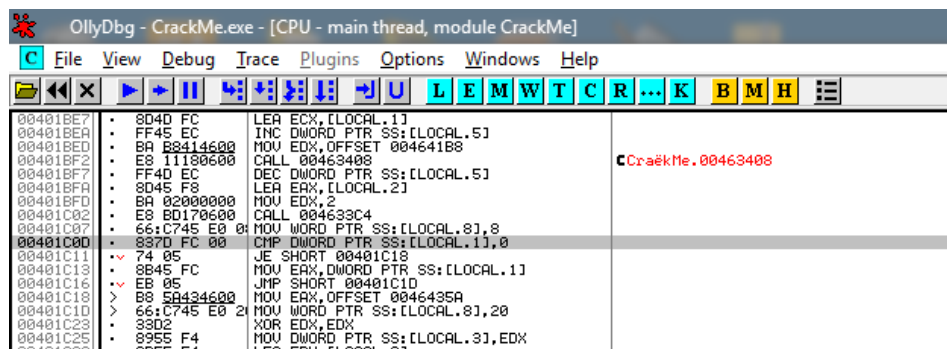 OllyDbg - CrackMe.exe - [CPU - main thread, module CrackMe]
C File View Debug Trace Plugins Options Windows Help
L E M W T C R ... K B M H
00401BE7 . 8D4D FC LEA ECX,[LOCAL.1]
00401BEA . FF45 EC INC DWORD PTR SS:[LOCAL.5]
00401BED . BA B8414600 MOV EDX,OFFSET 004641B8
00401BF2 . E8 11180600 CALL 00463408 CCraëkMe.00463408
00401BF7 . FF4D EC DEC DWORD PTR SS:[LOCAL.5]
00401BFA . 8D45 F8 LEA EAX,[LOCAL.2]
00401BFD . BA 02000000 MOV EDX,2
00401C02 . E8 BD170600 CALL 004633C4
00401C07 . 66:C745 E0 0 MOV WORD PTR SS:[LOCAL.8],8
00401C0D . 837D FC 00 CMP DWORD PTR SS:[LOCAL.1],0
00401C11 .v 74 05 JE SHORT 00401C18
00401C13 . 8B45 FC MOV EAX,DWORD PTR SS:[LOCAL.1]
00401C16 .v EB 05 JMP SHORT 00401C1D
00401C18 > B8 5A434600 MOV EAX,OFFSET 0046435A
00401C1D > 66:C745 E0 2 MOV WORD PTR SS:[LOCAL.8],20
00401C23 . 33D2 XOR EDX,EDX
00401C25 . 8955 F4 MOV DWORD PTR SS:[LOCAL.3],EDX